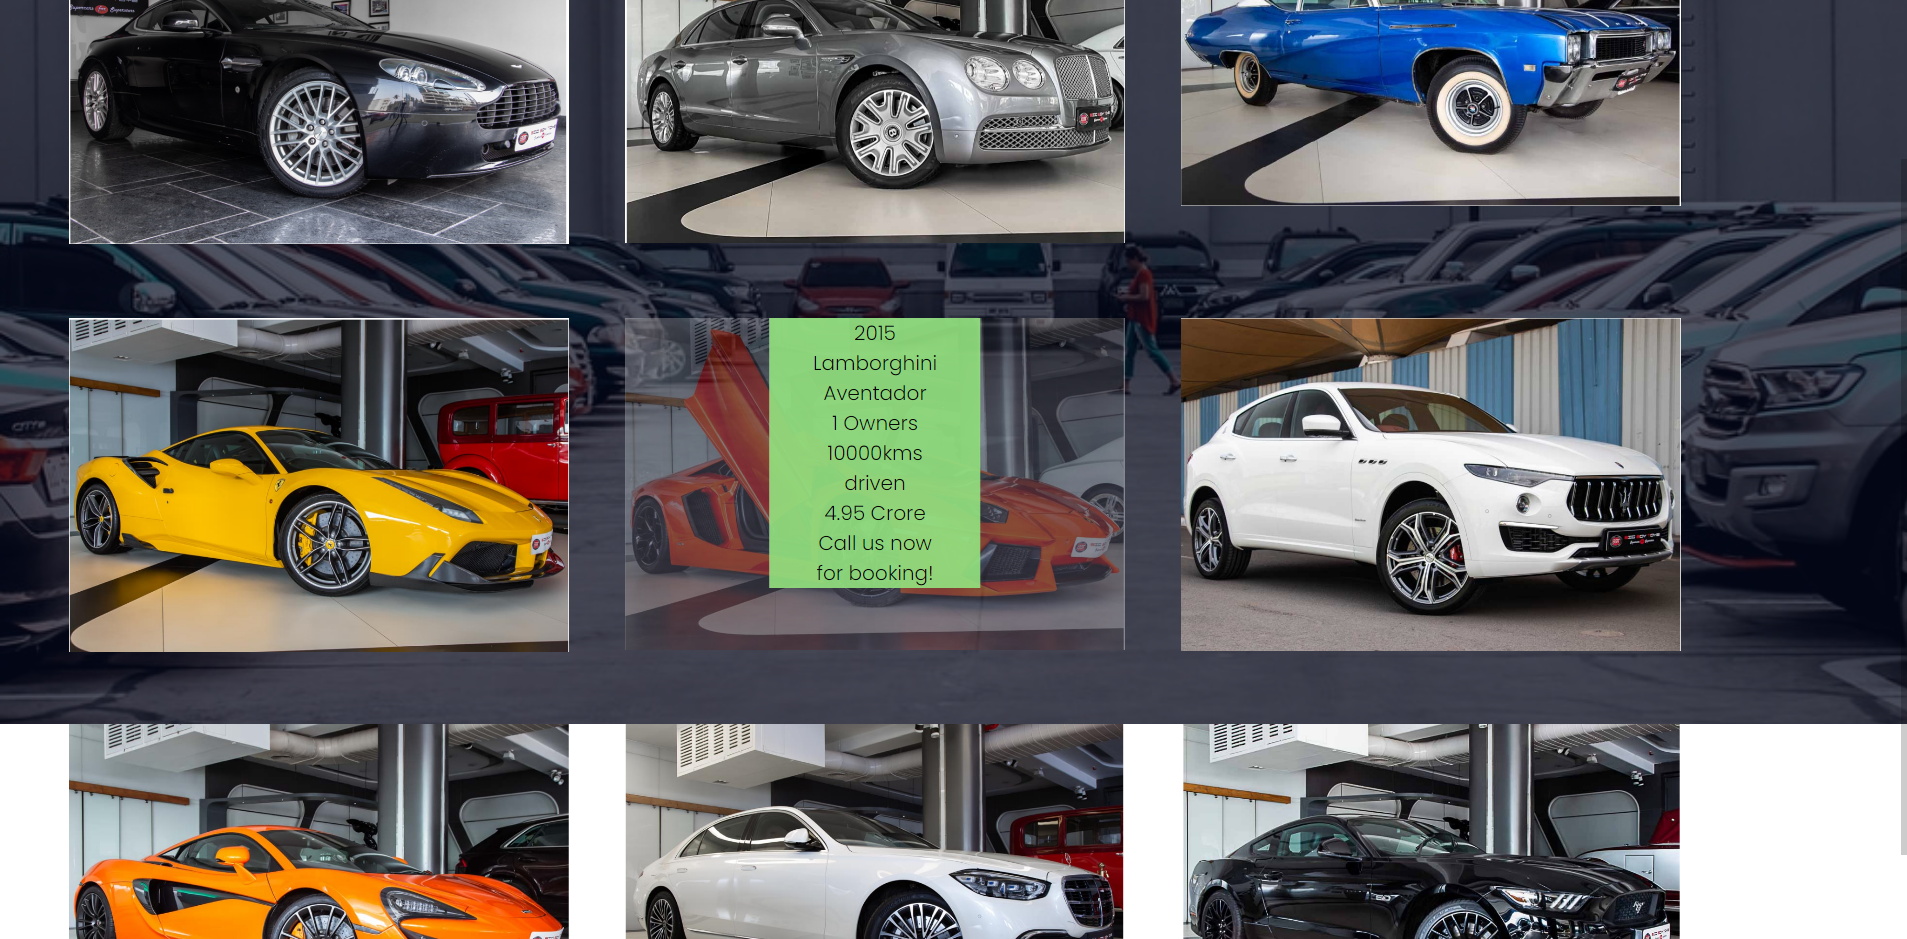 2015
Lamborghini
Aventador
1 Owners
10000kms
driven
4.95 Crore
Call us now
for booking!